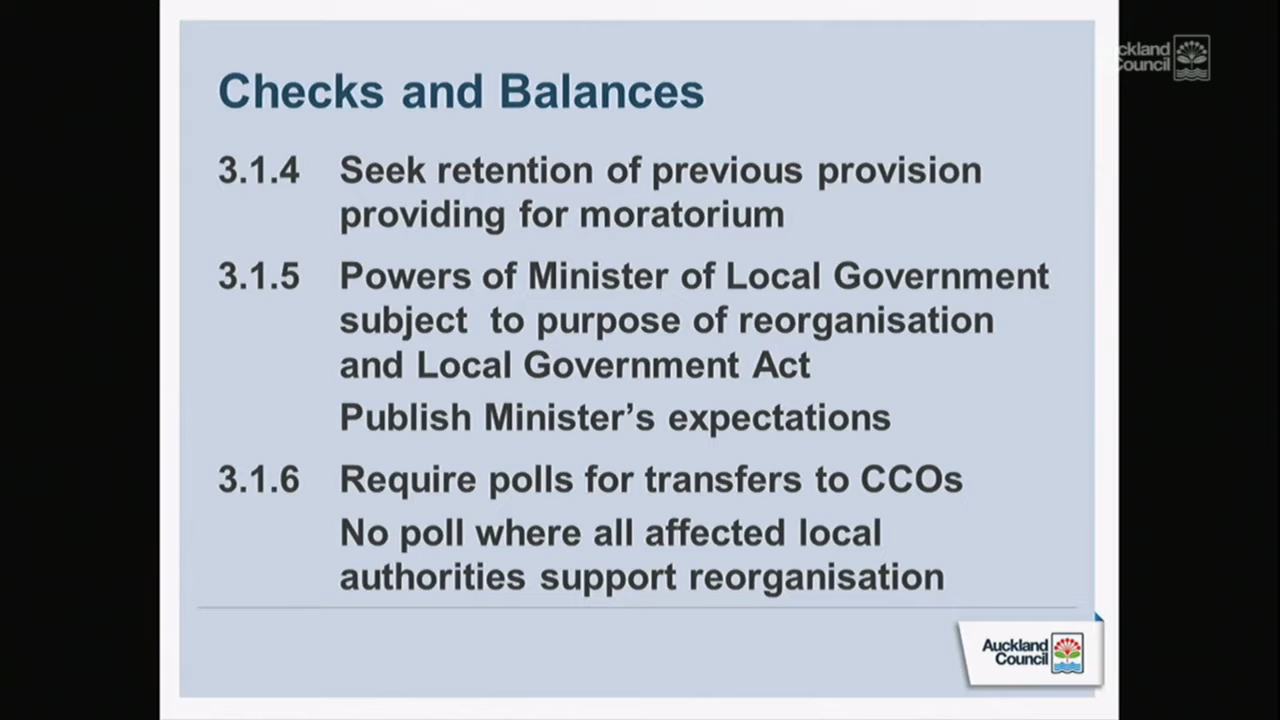 Checks and Balances
3.1.4 Seek retention of previous provision
providing for moratorium
3.1.5 Powers of Minister of Local Government
subject to purpose of reorganisation
and Local Government Act
Publish Minister’s expectations
3.1.6 Require polls for transfers to CCOs
No poll where all affected local
authorities support reorganisation
Auckland
Council
ckland
Council